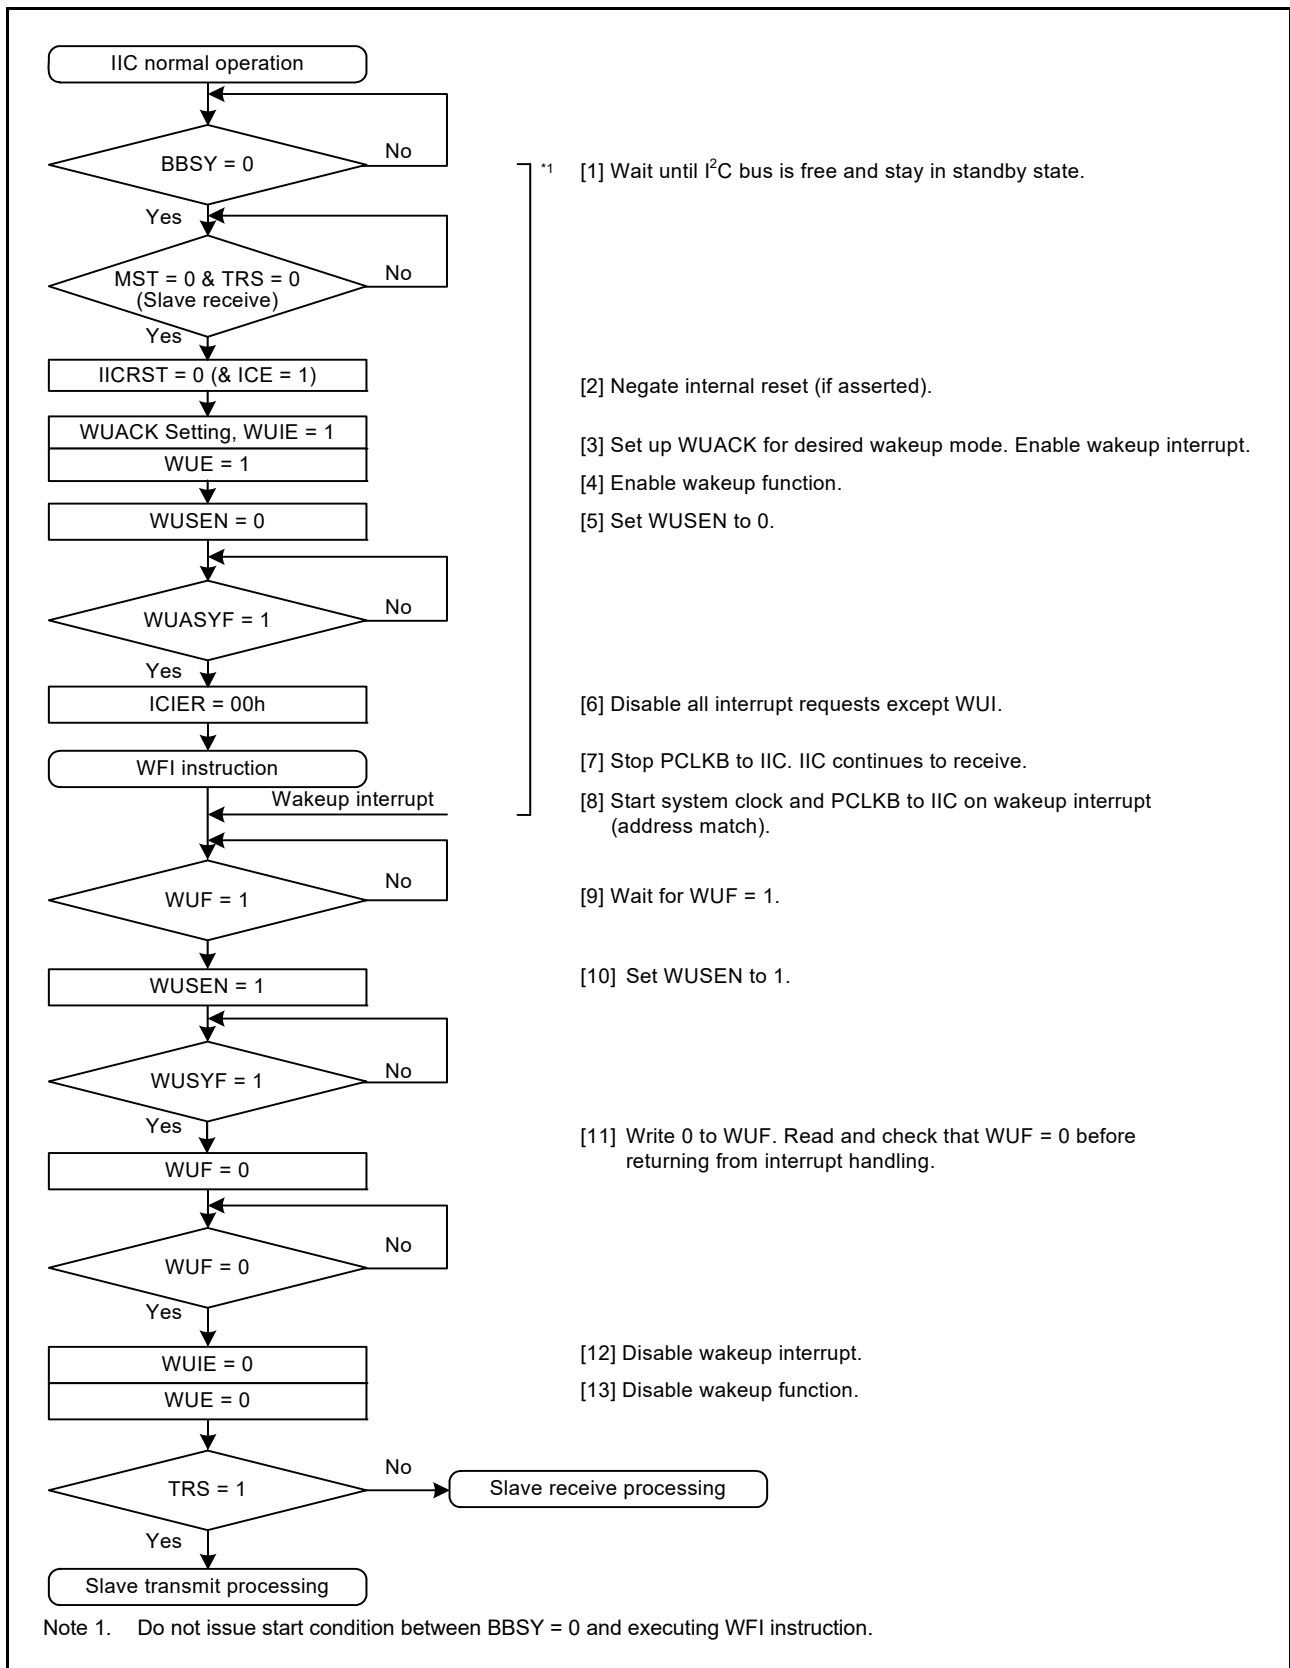 IIC normal operation
BBSY = 0
No
*1
[1] Wait until I²C bus is free and stay in standby state.
Yes
MST = 0 & TRS = 0
(Slave receive)
No
Yes
IICRST = 0 (& ICE = 1)
[2] Negate internal reset (if asserted).
WUACK Setting, WUIE = 1
[3] Set up WUACK for desired wakeup mode. Enable wakeup interrupt.
WUE = 1
[4] Enable wakeup function.
WUSEN = 0
[5] Set WUSEN to 0.
WUASYF = 1
No
Yes
ICIER = 00h
[6] Disable all interrupt requests except WUI.
WFI instruction
[7] Stop PCLKB to IIC. IIC continues to receive.
Wakeup interrupt
[8] Start system clock and PCLKB to IIC on wakeup interrupt
(address match).
WUF = 1
No
[9] Wait for WUF = 1.
WUSEN = 1
[10] Set WUSEN to 1.
WUSYF = 1
No
Yes
[11] Write 0 to WUF. Read and check that WUF = 0 before
returning from interrupt handling.
WUF = 0
WUF = 0
No
Yes
WUIE = 0
[12] Disable wakeup interrupt.
WUE = 0
[13] Disable wakeup function.
TRS = 1
No
Slave receive processing
Yes
Slave transmit processing
Note 1. Do not issue start condition between BBSY = 0 and executing WFI instruction.